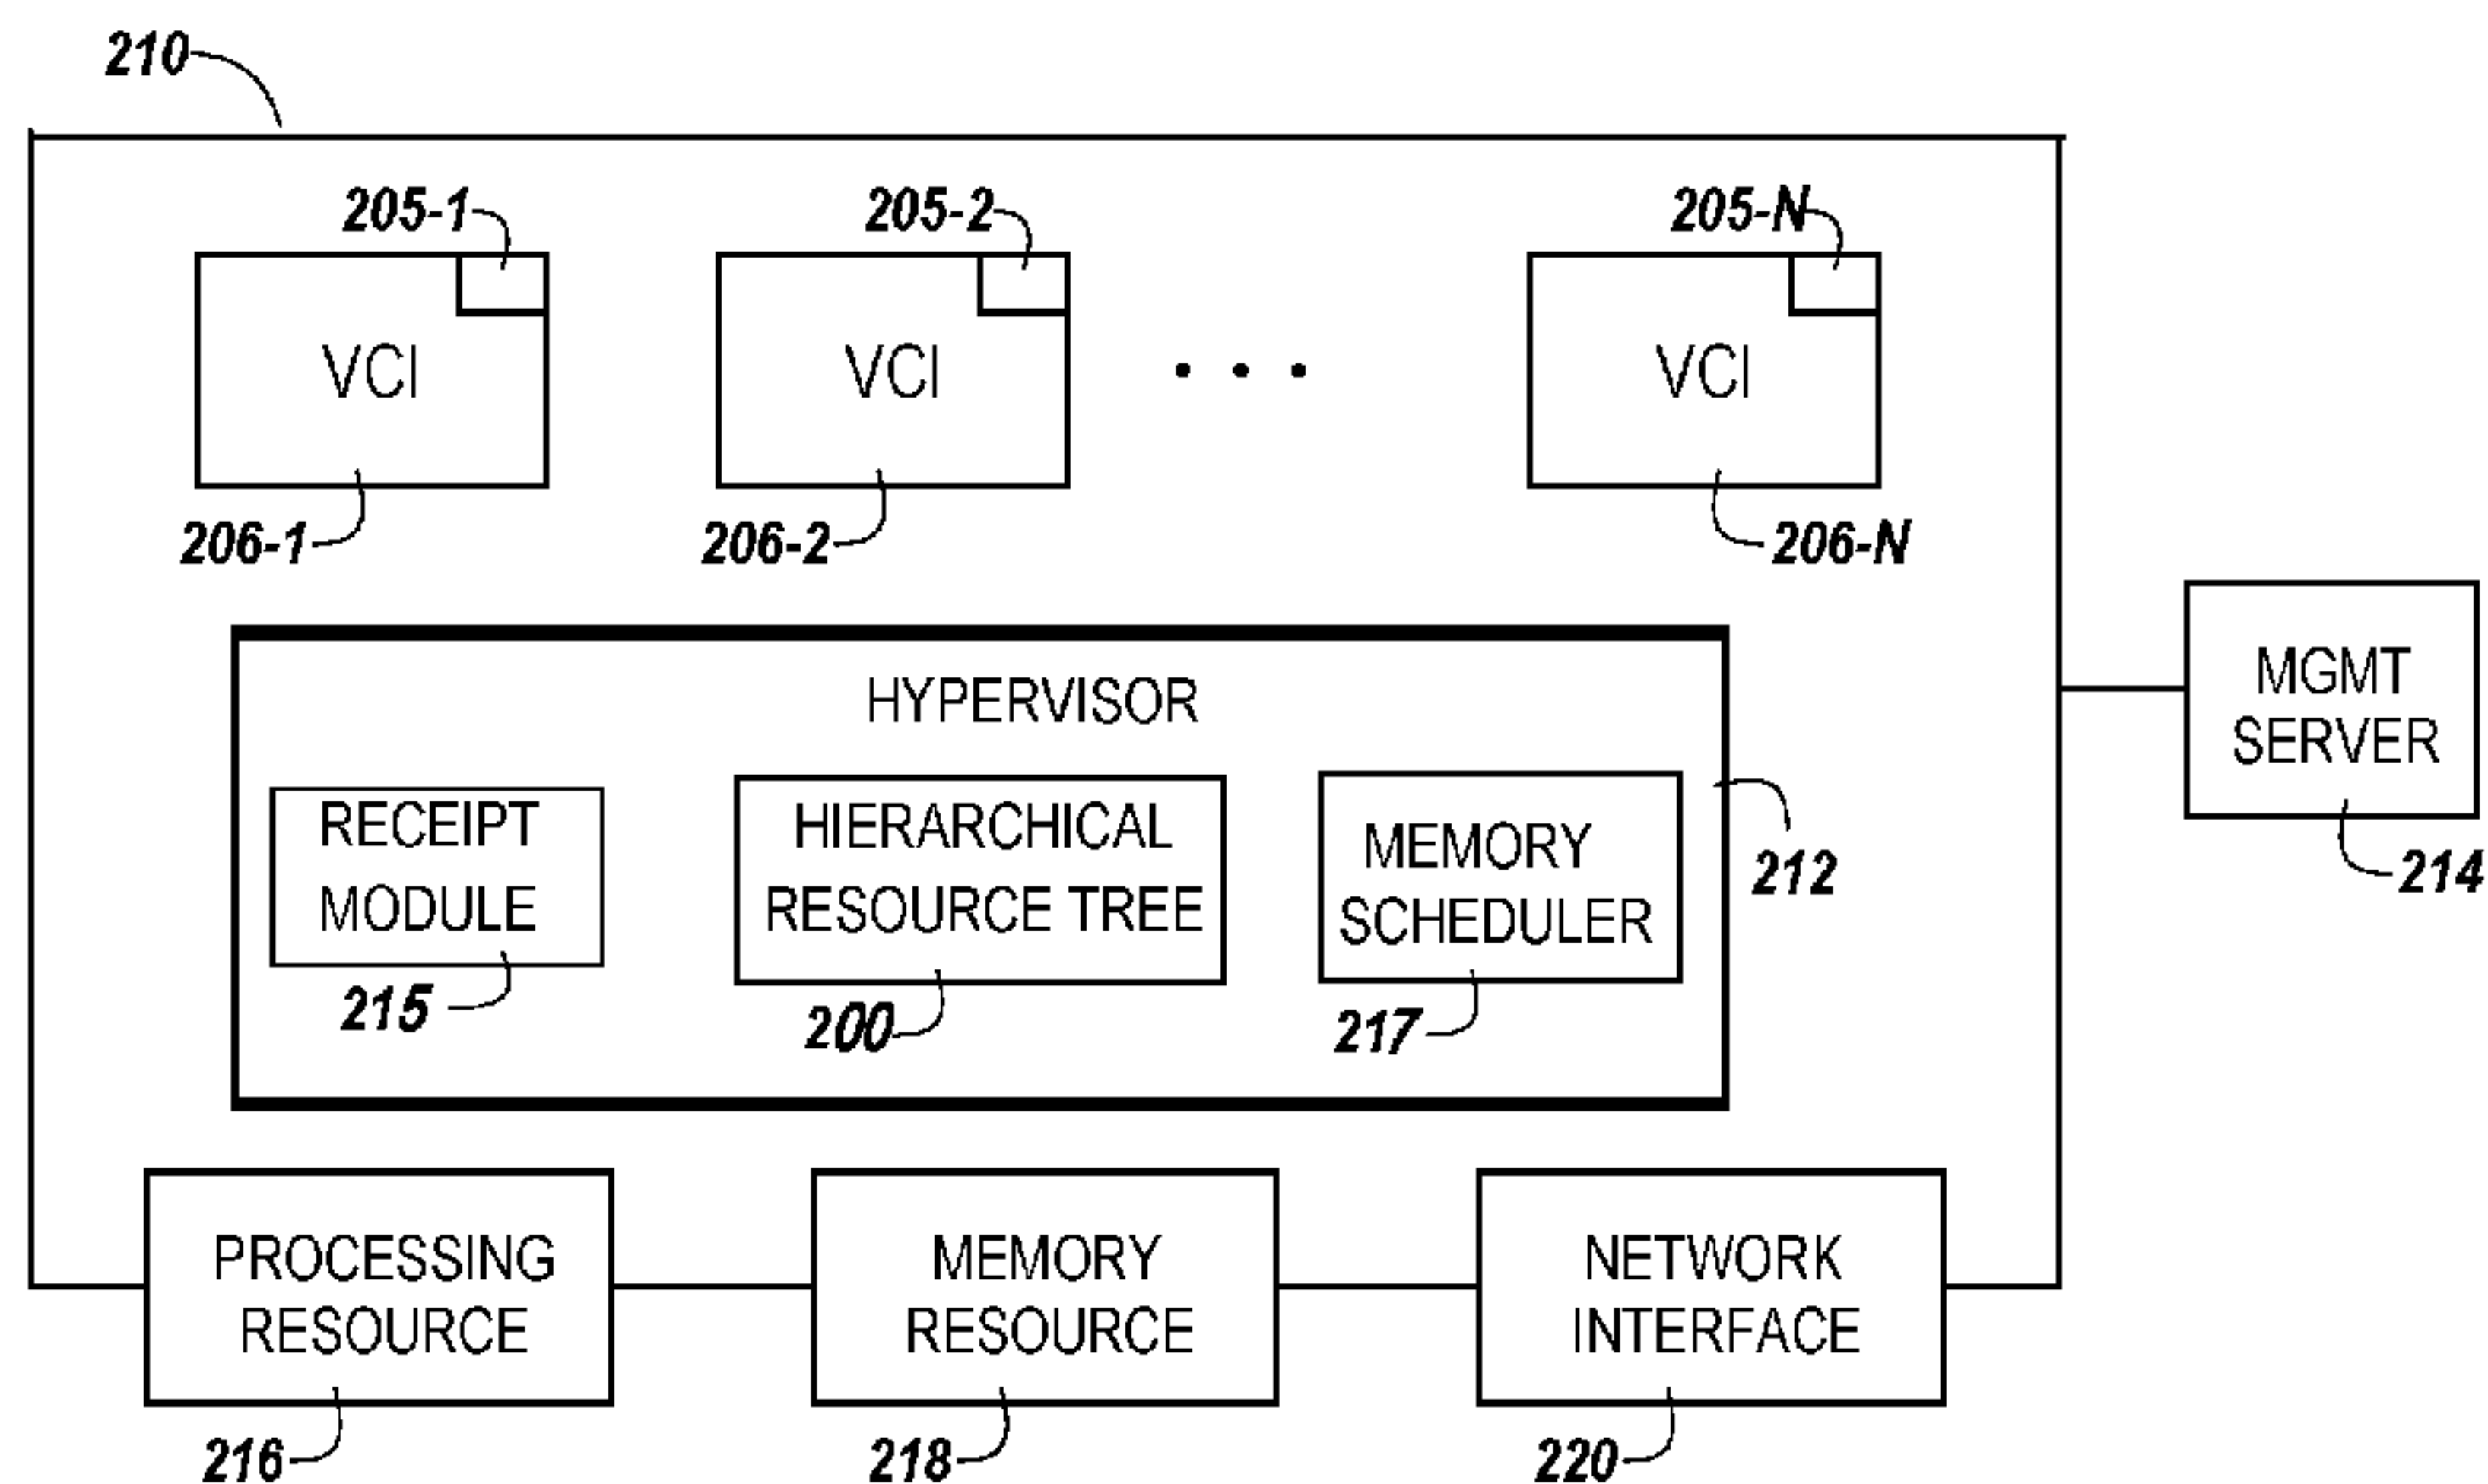 210
205-1
205-2
205-N
VCI
VCI
• • •
VCI
206-1
206-2
206-N
HYPERVISOR
MGMT
SERVER
214
RECEIPT
MODULE
215
HIERARCHICAL
RESOURCE TREE
200
MEMORY
SCHEDULER
217
212
PROCESSING
RESOURCE
216
MEMORY
RESOURCE
218
NETWORK
INTERFACE
220